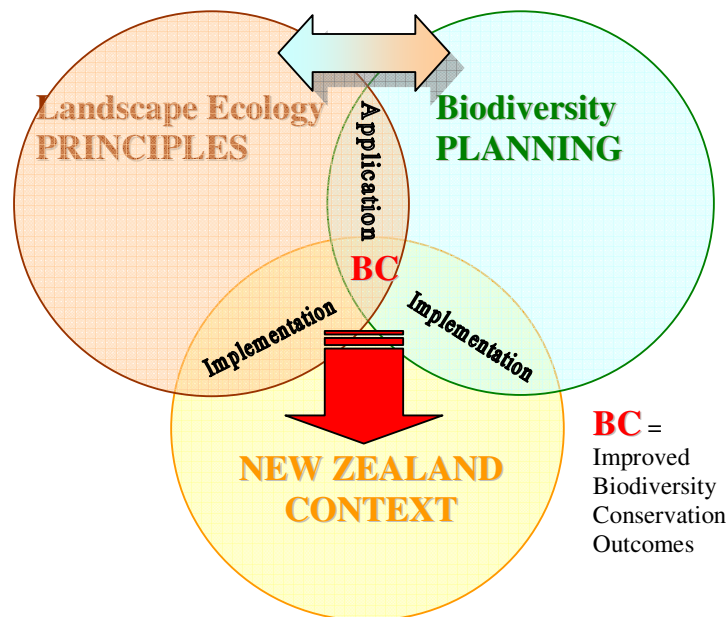 Landscape Ecology
PRINCIPLES
Biodiversity
PLANNING
Application
BC
Implementation
Implementation
NEW ZEALAND
CONTEXT
BC =
Improved
Biodiversity
Conservation
Outcomes